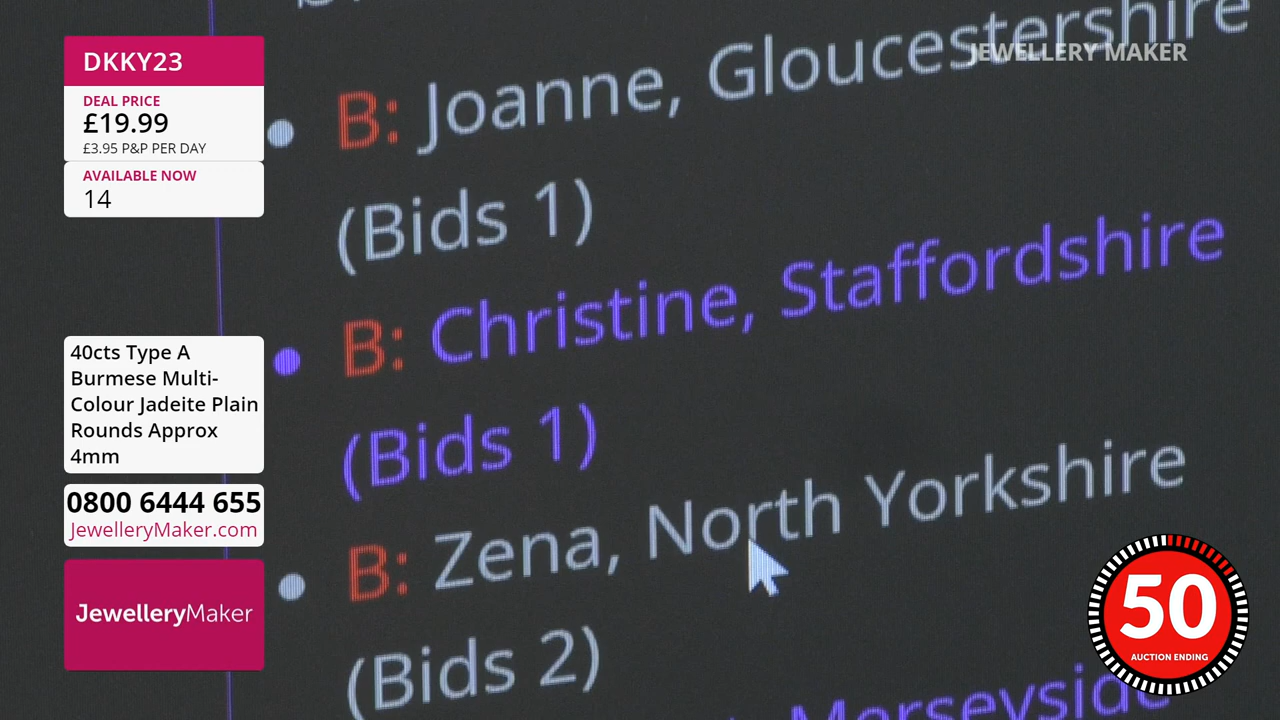 DKKY23
DEAL PRICE
£19.99
£3.95 P&P PER DAY
AVAILABLE NOW
14
40cts Type A
Burmese Multi-
Colour Jadeite Plain
Rounds Approx
4mm
0800 6444 655
JewelleryMaker.com
JewelleryMaker
JEWELLERY MAKER
• B: Joanne, Gloucestershire
(Bids 1)
• B: Christine, Staffordshire
(Bids 1)
• B: Zena, North Yorkshire
(Bids 2)
Merseyside
50
AUCTION ENDING